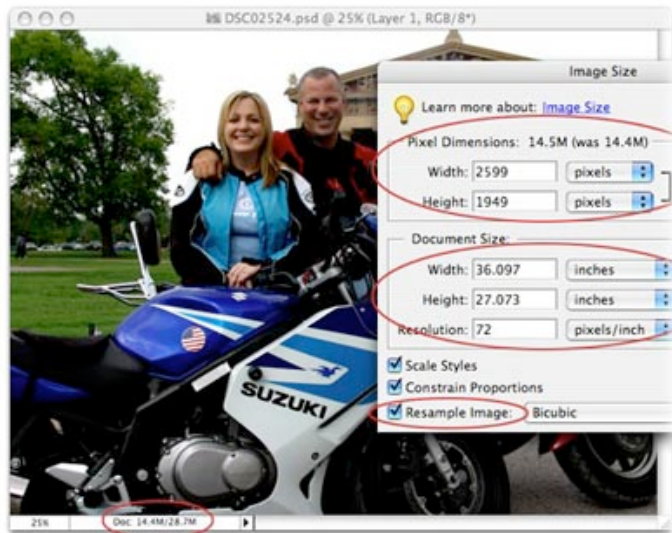 DSC02524.psd @ 25% (Layer 1, RGB/8*)
Image Size
Learn more about: Image Size
Pixel Dimensions: 14.5M (was 14.4M)
Width: 2599 pixels
Height: 1949 pixels
Document Size:
Width: 36.097 inches
Height: 27.073 inches
Resolution: 72 pixels/inch
Scale Styles
Constrain Proportions
Resample Image: Bicubic
SUZUKI
25% Doc: 14.4M/28.7M